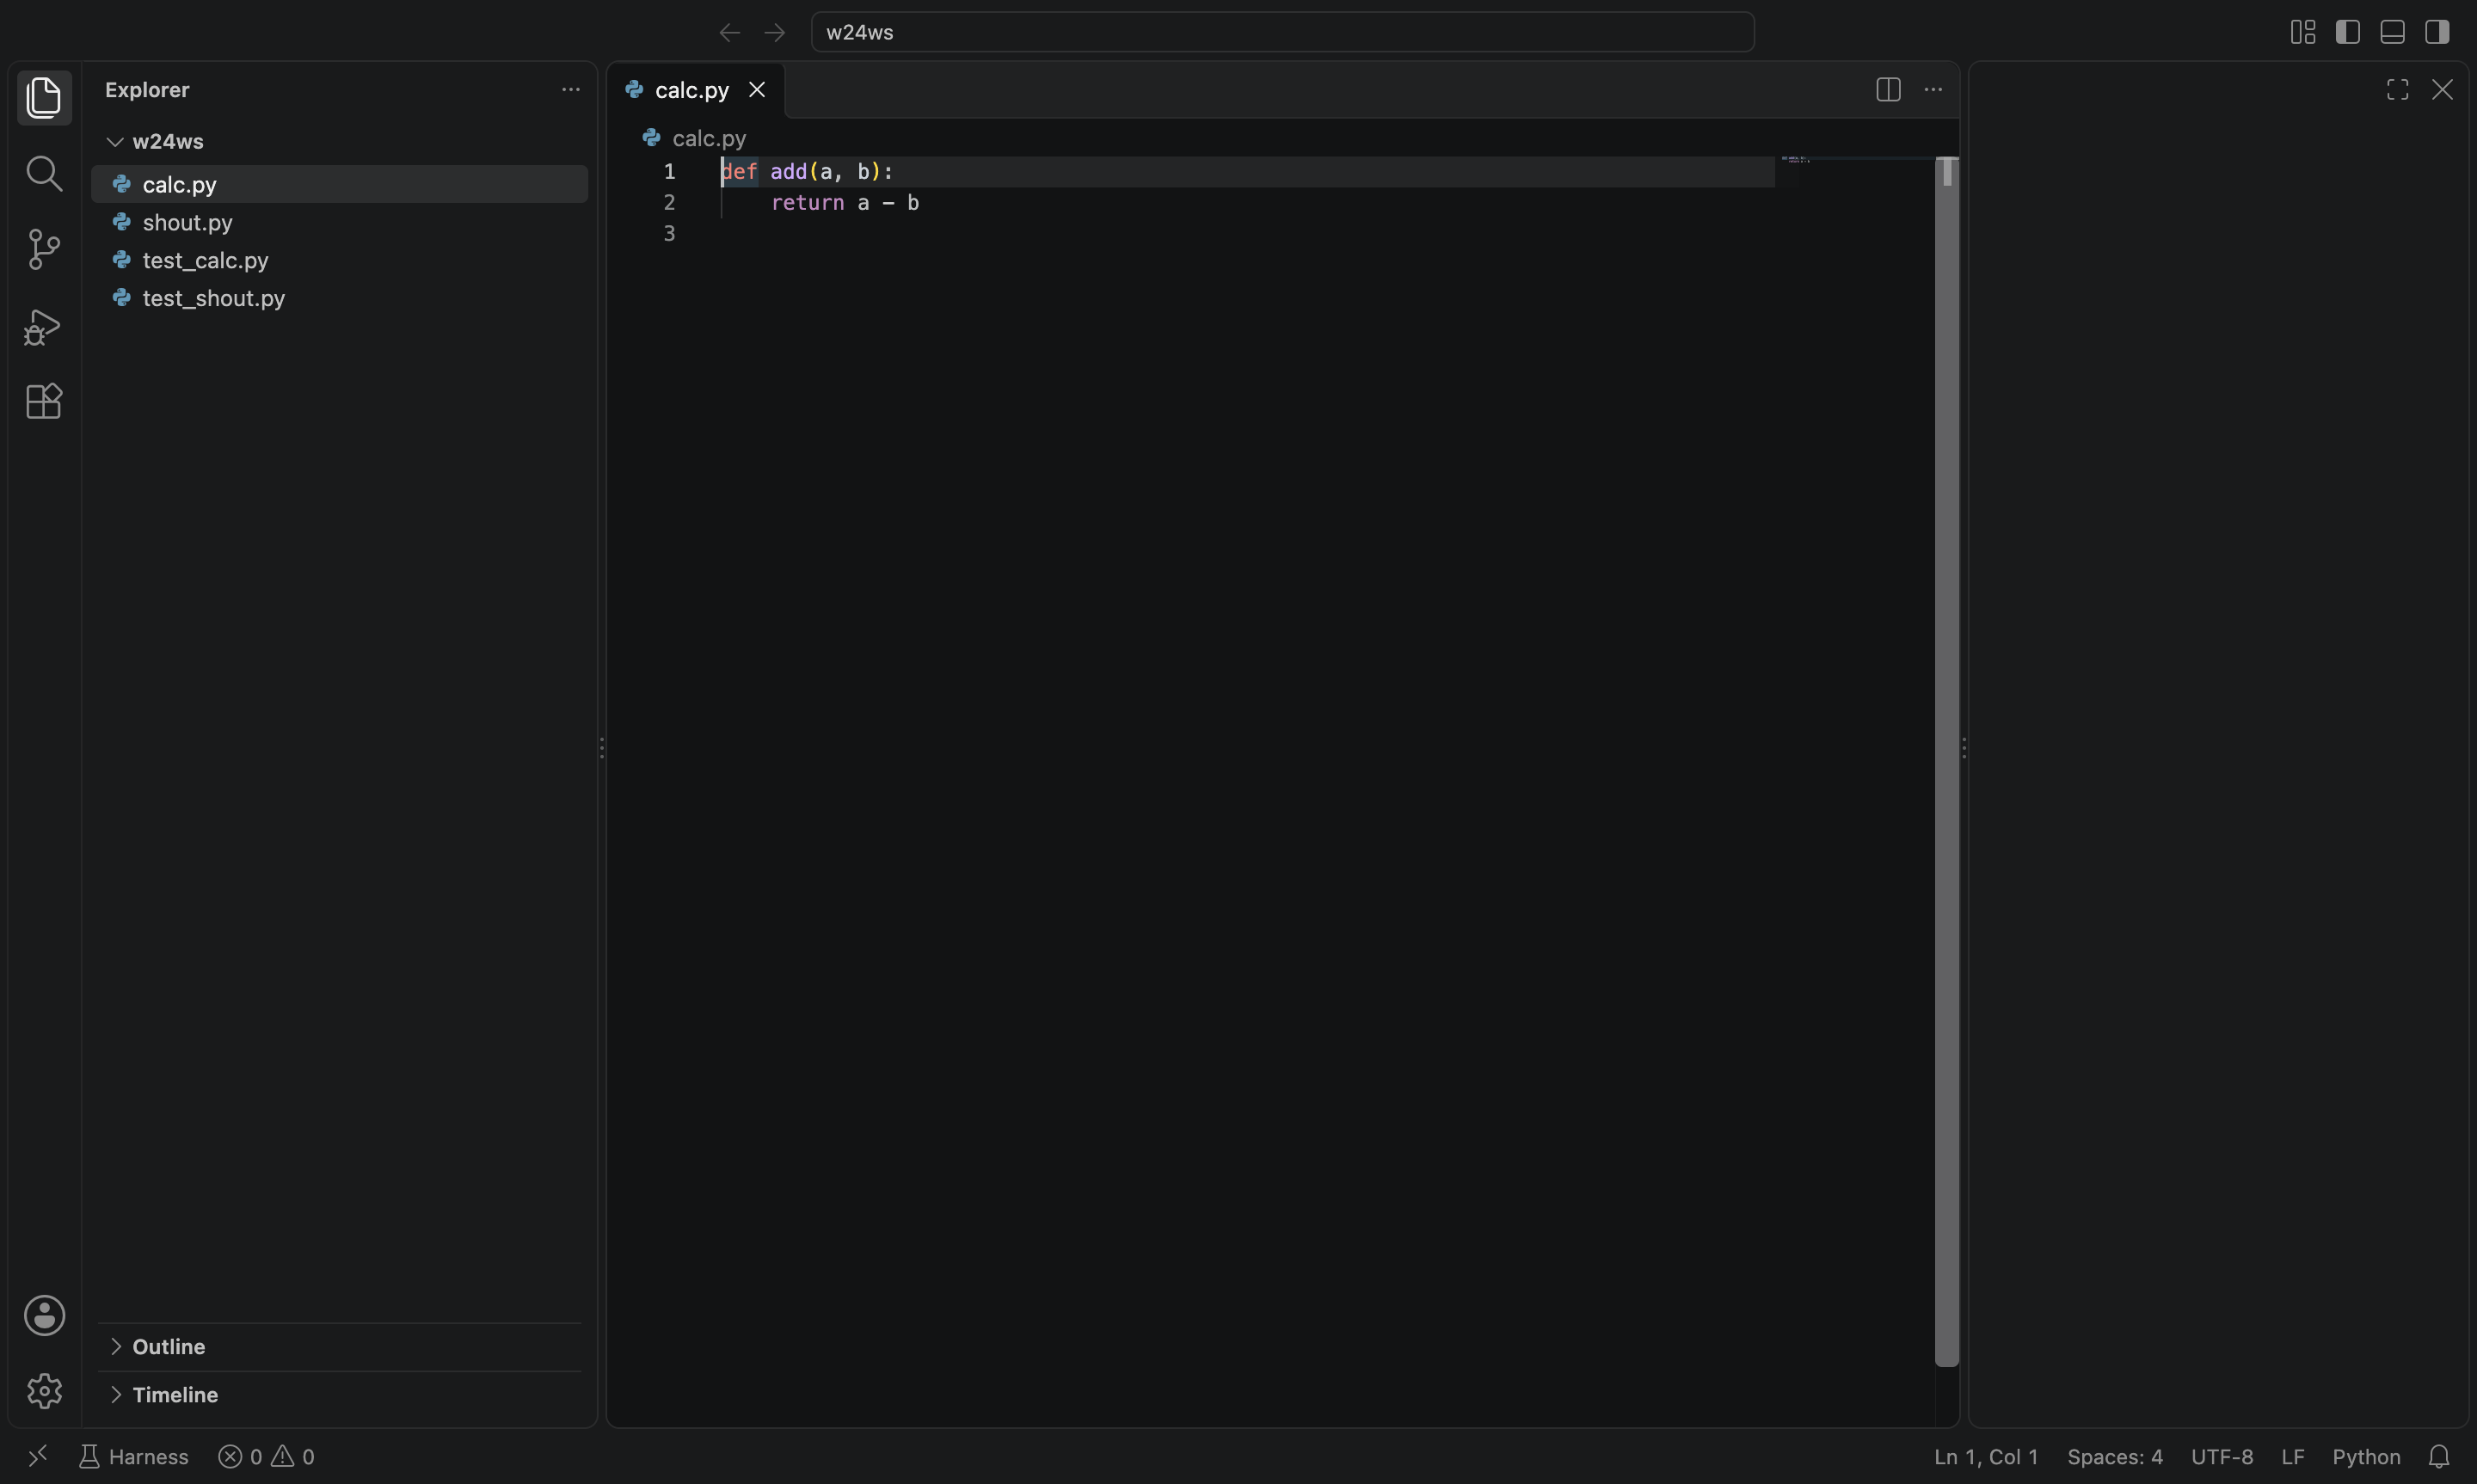 w24ws
Explorer
w24ws
calc.py
shout.py
test_calc.py
test_shout.py
Outline
Timeline
calc.py
calc.py
1 def add(a, b):
2     return a - b
3
Harness
0 0
Ln 1, Col 1
Spaces: 4
UTF-8
LF
Python